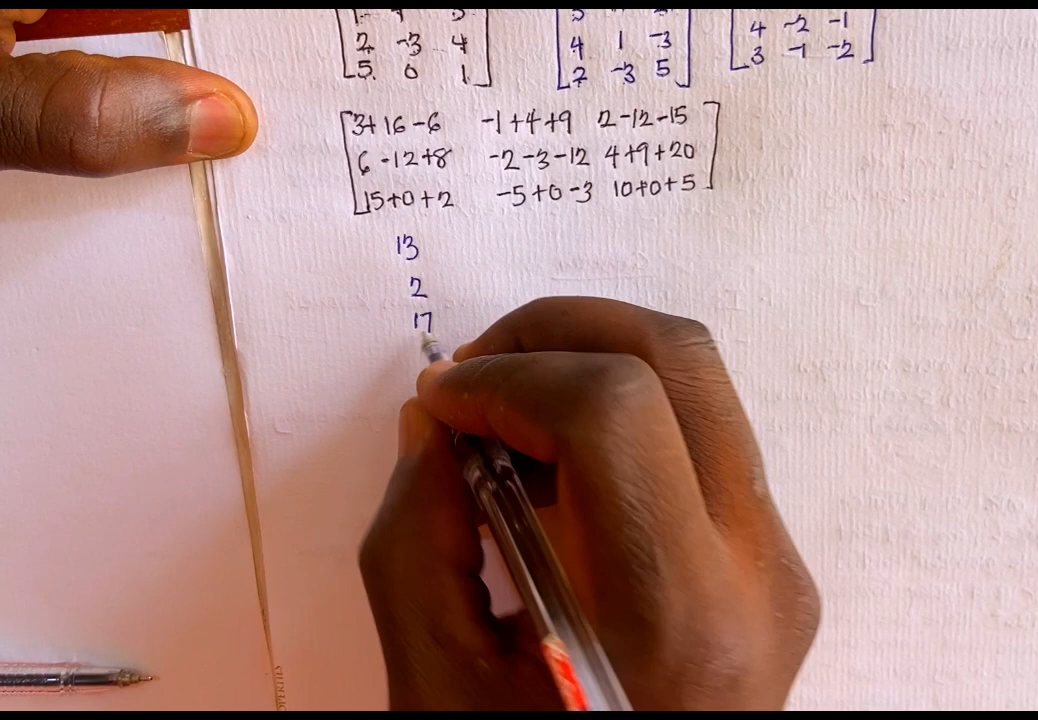 2 -3 4 4 1 -3 4 -2 -1
5 0 1 2 -3 5 3 -1 -2
3+16-6 -1+4+9 2-12-15
6-12+8 -2-3-12 4+9+20
15+0+2 -5+0-3 10+0+5
13
2
17